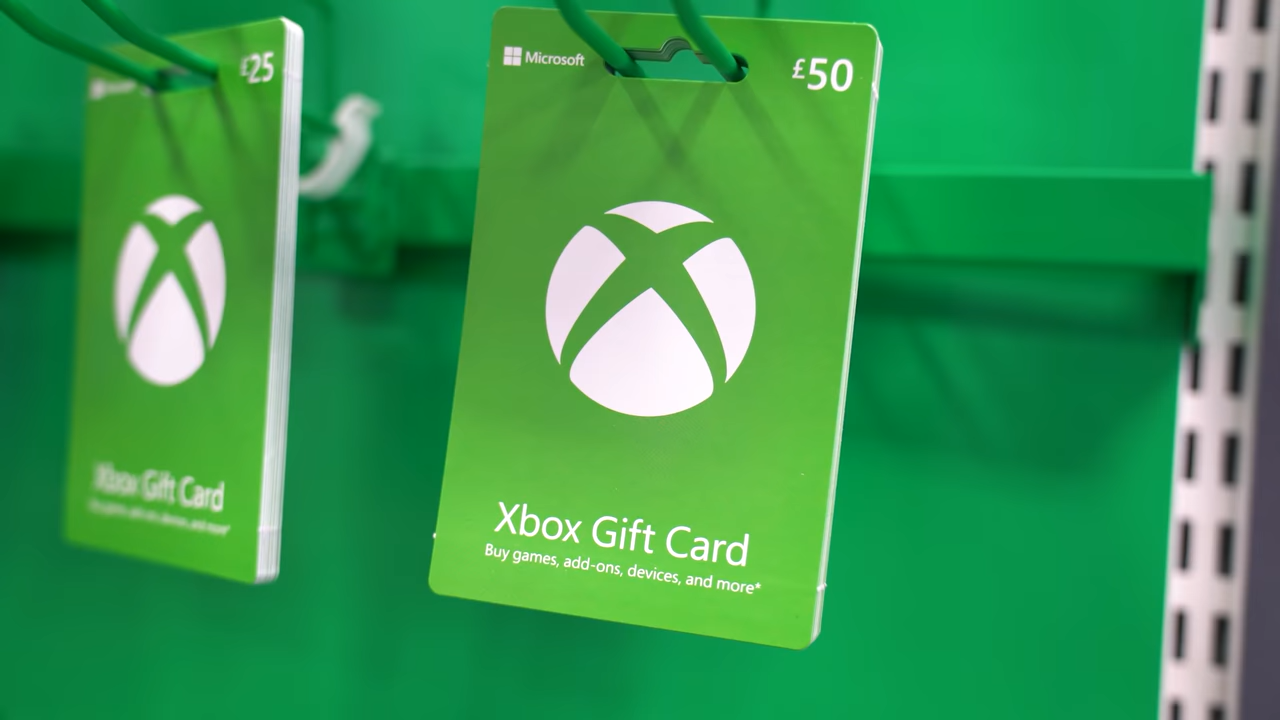 £25
Xbox Gift Card
Microsoft
£50
Xbox Gift Card
Buy games, add-ons, devices, and more*